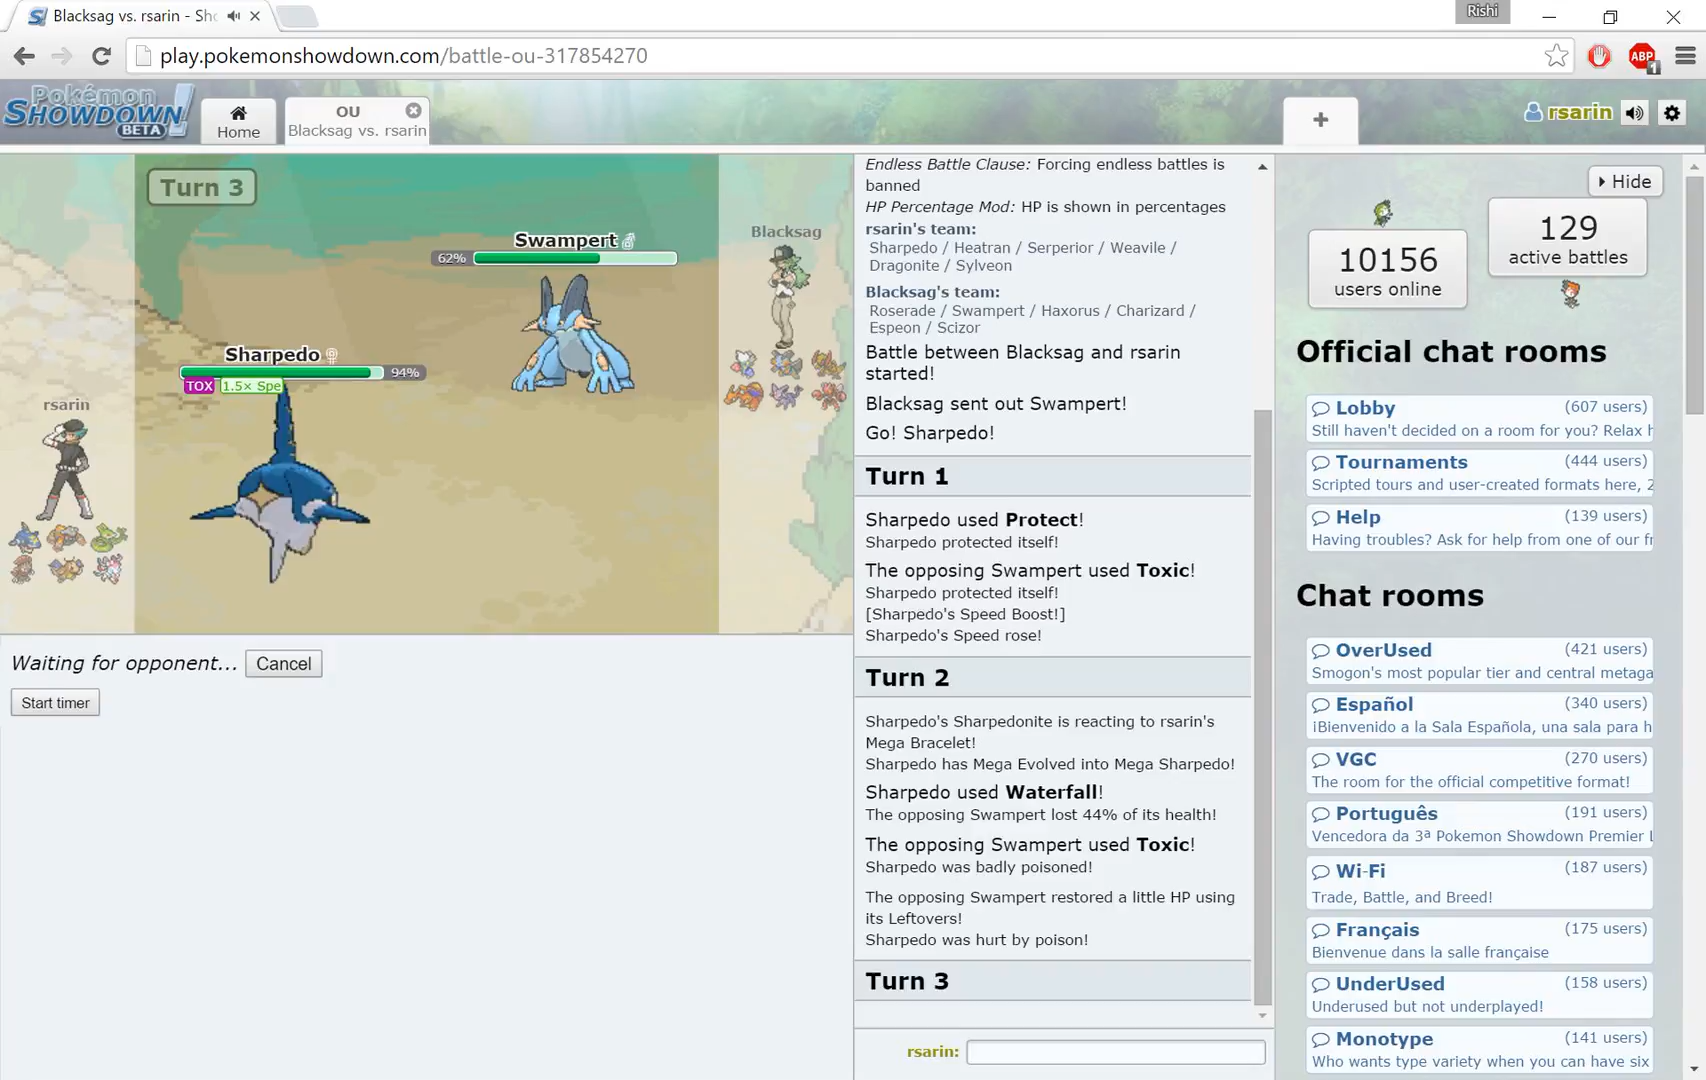 Blacksag vs. rsarin - Sho
Rishi
play.pokemonshowdown.com/battle-ou-317854270
ABP
1
Pokémon
SHOWDOWN!
BETA
Home
OU
Blacksag vs. rsarin
+
rsarin
Turn 3
Swampert
62%
Sharpedo
94%
TOX 1.5× Spe
rsarin
Blacksag
Waiting for opponent... Cancel
Start timer
Endless Battle Clause: Forcing endless battles is
banned
HP Percentage Mod: HP is shown in percentages
rsarin's team:
Sharpedo / Heatran / Serperior / Weavile /
Dragonite / Sylveon
Blacksag's team:
Roserade / Swampert / Haxorus / Charizard /
Espeon / Scizor
Battle between Blacksag and rsarin
started!
Blacksag sent out Swampert!
Go! Sharpedo!
Turn 1
Sharpedo used Protect!
Sharpedo protected itself!
The opposing Swampert used Toxic!
Sharpedo protected itself!
[Sharpedo's Speed Boost!]
Sharpedo's Speed rose!
Turn 2
Sharpedo's Sharpedonite is reacting to rsarin's
Mega Bracelet!
Sharpedo has Mega Evolved into Mega Sharpedo!
Sharpedo used Waterfall!
The opposing Swampert lost 44% of its health!
The opposing Swampert used Toxic!
Sharpedo was badly poisoned!
The opposing Swampert restored a little HP using
its Leftovers!
Sharpedo was hurt by poison!
Turn 3
rsarin:
Hide
10156
users online
129
active battles
Official chat rooms
Lobby (607 users)
Still haven't decided on a room for you? Relax h
Tournaments (444 users)
Scripted tours and user-created formats here, 2
Help (139 users)
Having troubles? Ask for help from one of our fr
Chat rooms
OverUsed (421 users)
Smogon's most popular tier and central metaga
Español (340 users)
¡Bienvenido a la Sala Española, una sala para h
VGC (270 users)
The room for the official competitive format!
Português (191 users)
Vencedora da 3ª Pokemon Showdown Premier L
Wi-Fi (187 users)
Trade, Battle, and Breed!
Français (175 users)
Bienvenue dans la salle française
UnderUsed (158 users)
Underused but not underplayed!
Monotype (141 users)
Who wants type variety when you can have six